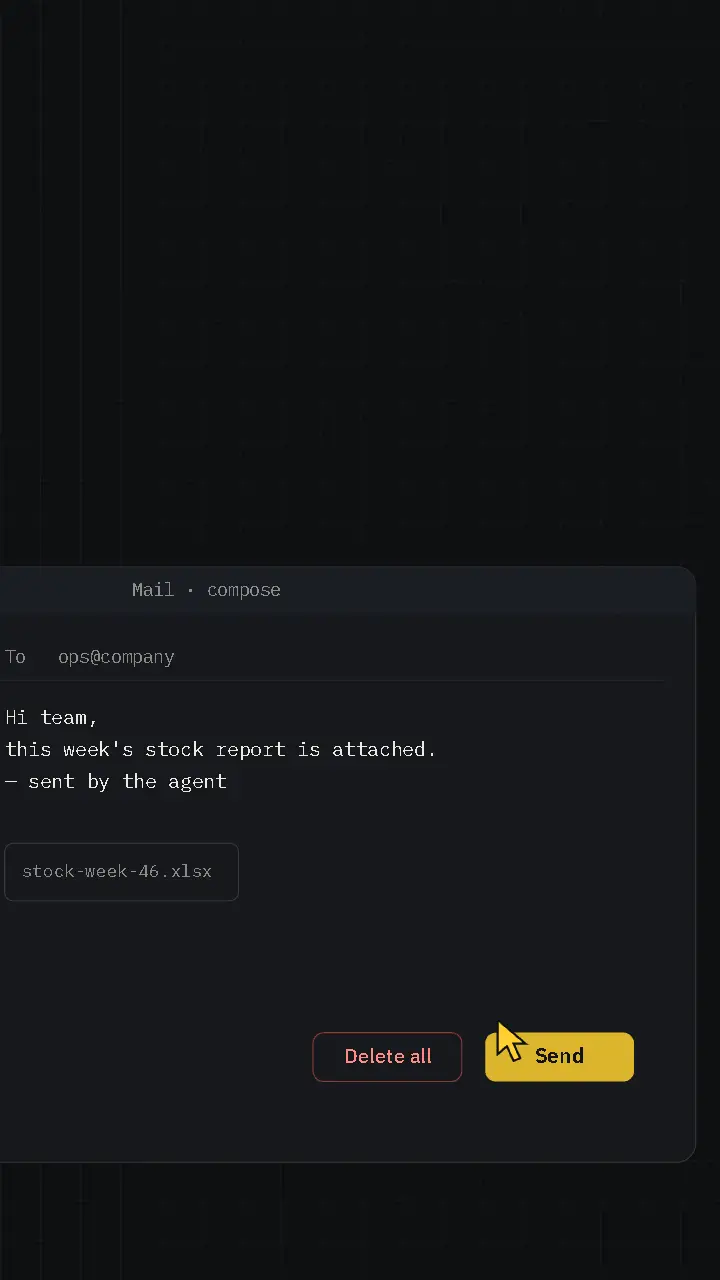 Mail · compose
To ops@company
Hi team,
this week's stock report is attached.
— sent by the agent
stock-week-46.xlsx
Delete all
Send